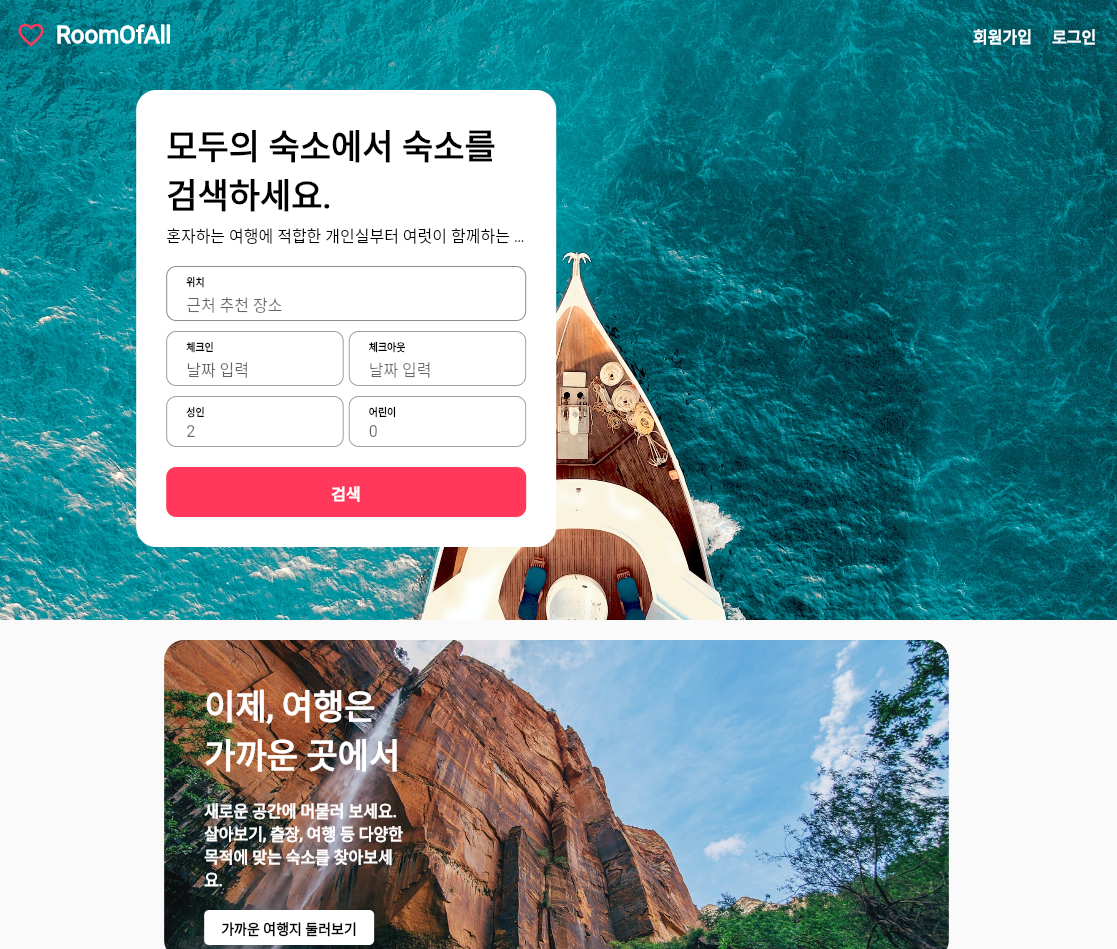 RoomOfAll
회원가입 로그인
모두의 숙소에서 숙소를
검색하세요.
혼자하는 여행에 적합한 개인실부터 여럿이 함께하는 ...
위치
근처 추천 장소
체크인 체크아웃
날짜 입력 날짜 입력
성인 어린이
2 0
검색
이제, 여행은
가까운 곳에서
새로운 공간에 머물러 보세요.
살아보기, 출장, 여행 등 다양한
목적에 맞는 숙소를 찾아보세
요.
가까운 여행지 둘러보기